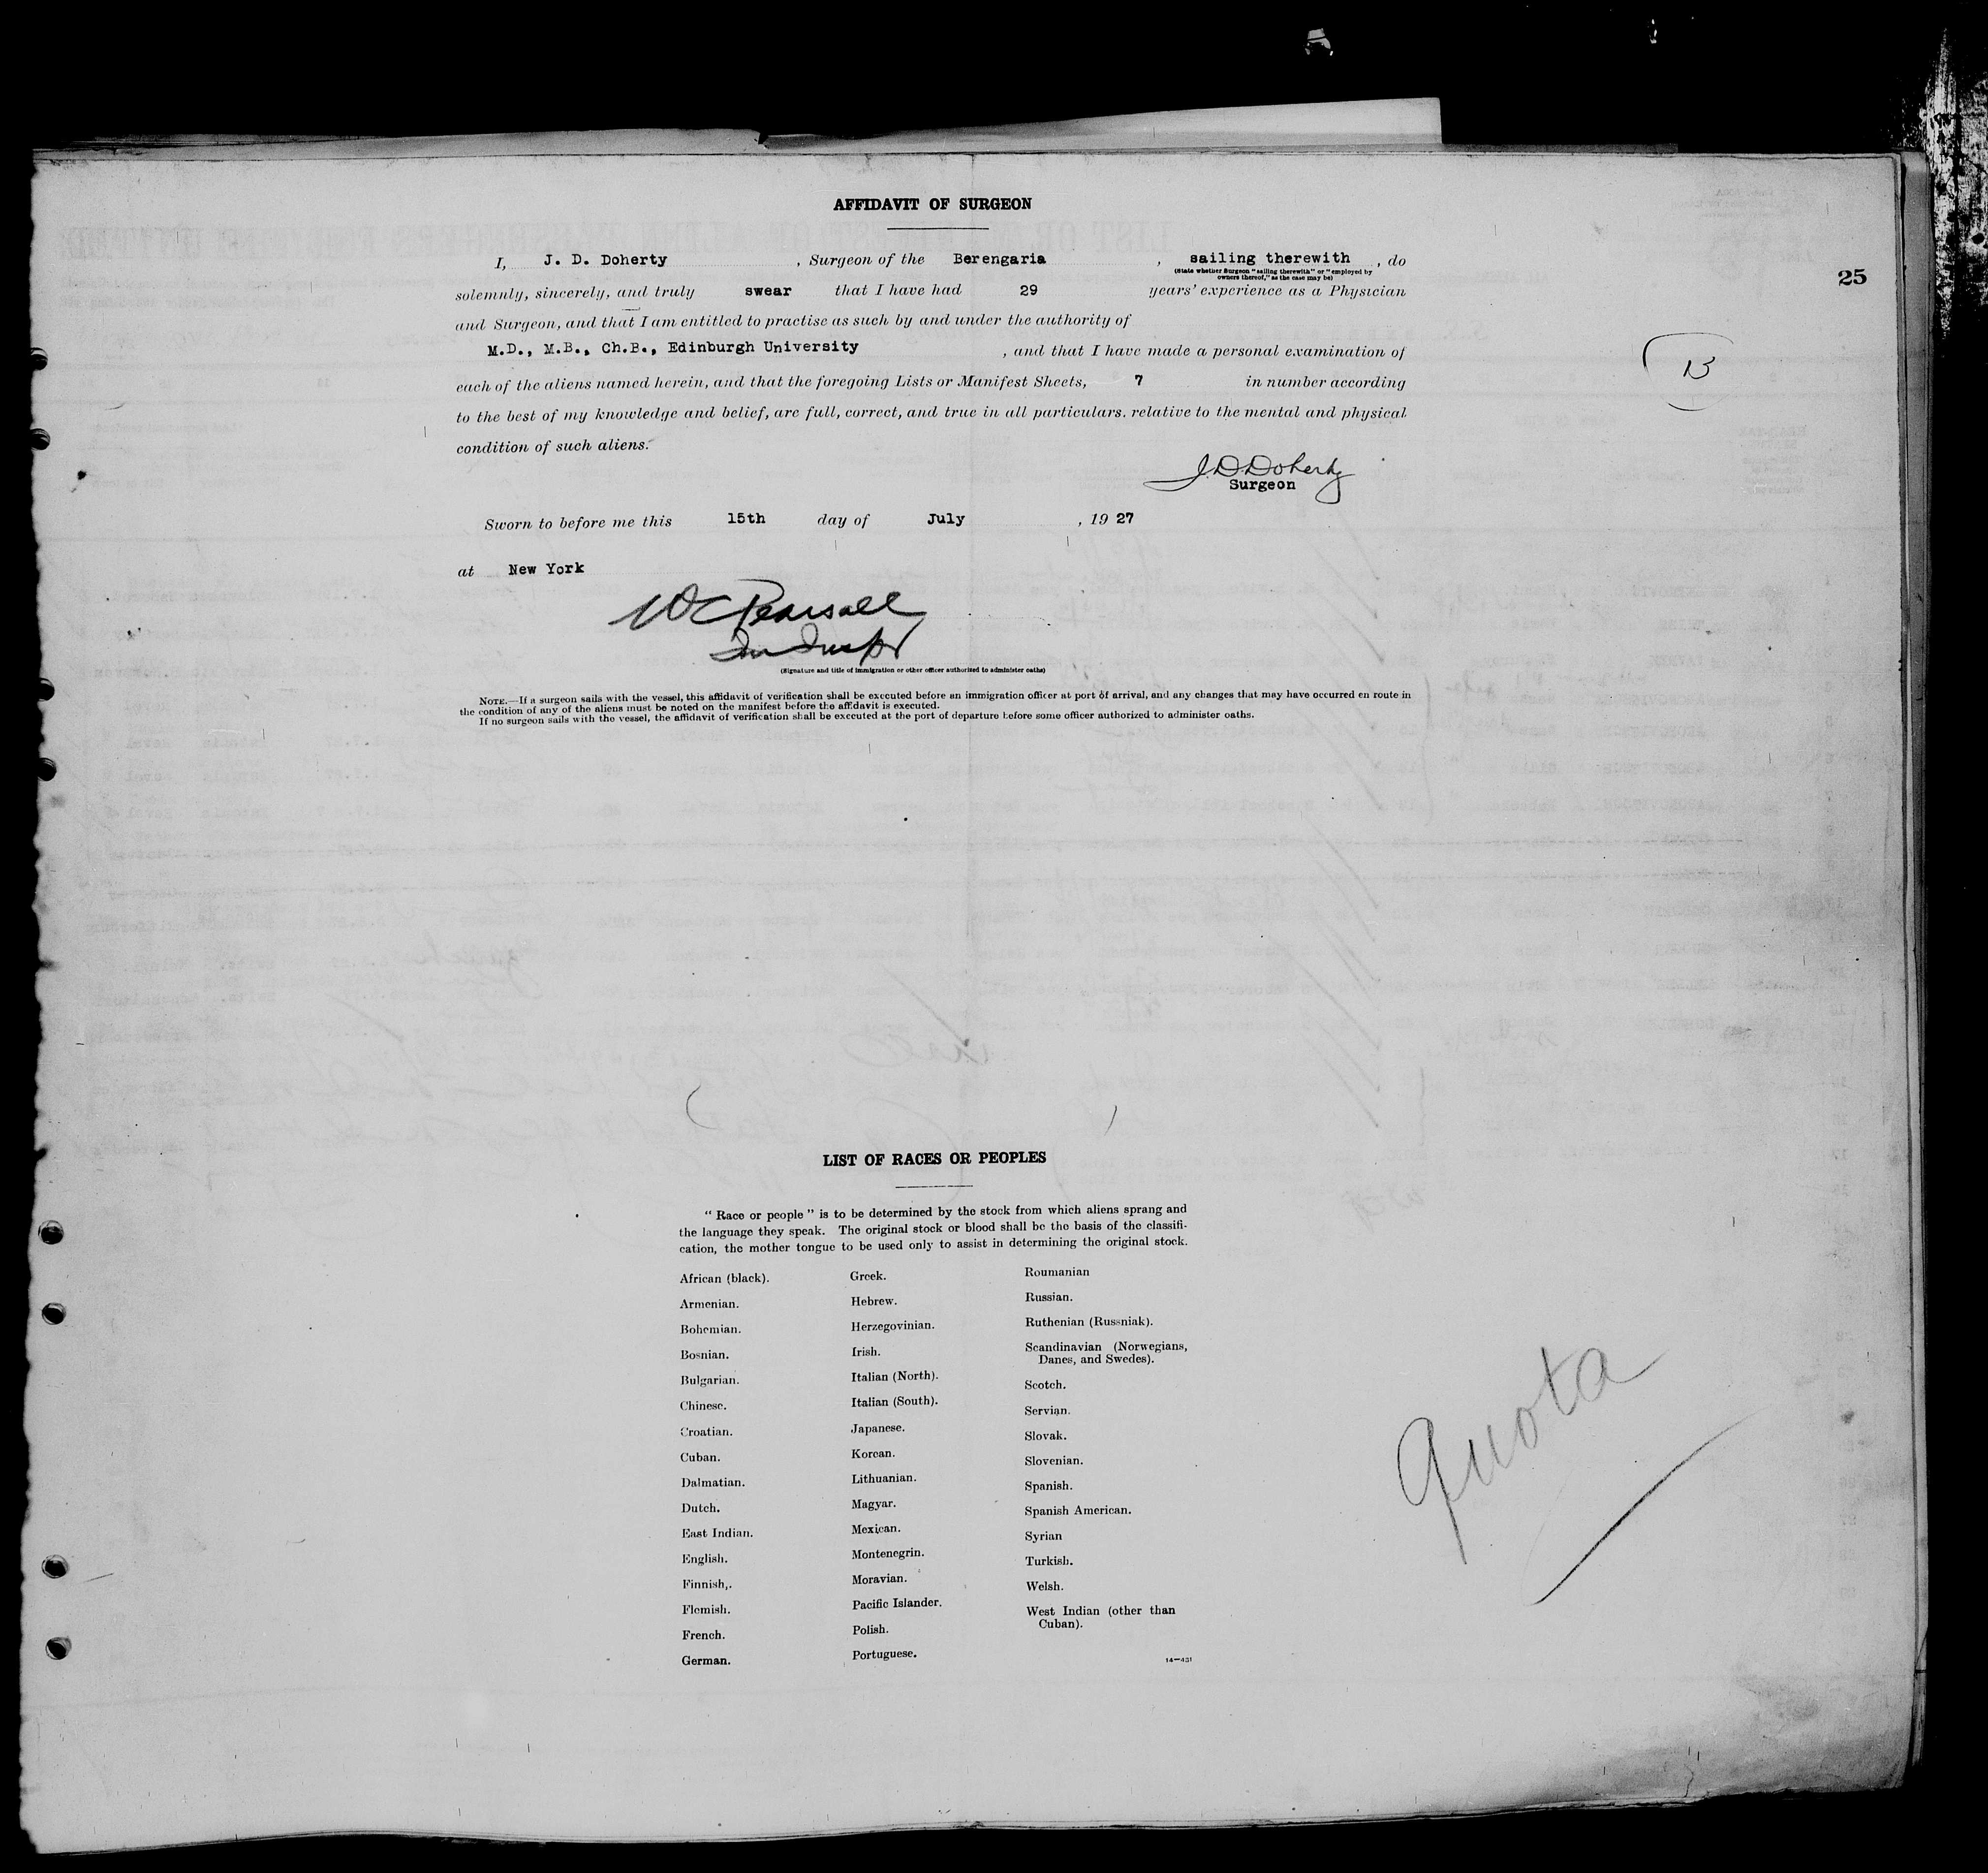 AFFIDAVIT OF SURGEON
I, J. D. Doherty , Surgeon of the Berengaria , sailing therewith , do
(State whether Surgeon "sailing therewith" or "employed by
owners thereof," as the case may be)
25
solemnly, sincerely, and truly swear that I have had 29 years' experience as a Physician
and Surgeon, and that I am entitled to practise as such by and under the authority of
M.D., M.B., Ch.B., Edinburgh University , and that I have made a personal examination of
13
each of the aliens named herein, and that the foregoing Lists or Manifest Sheets, 7 in number according
to the best of my knowledge and belief, are full, correct, and true in all particulars. relative to the mental and physical
condition of such aliens.
J.D.Doherty
Surgeon
Sworn to before me this 15th day of July , 19 27
at New York
WC Pearsall
(Signature and title of immigration or other officer authorized to administer oaths)
NOTE.—If a surgeon sails with the vessel, this affidavit of verification shall be executed before an immigration officer at port of arrival, and any changes that may have occurred en route in
the condition of any of the aliens must be noted on the manifest before the affidavit is executed.
If no surgeon sails with the vessel, the affidavit of verification shall be executed at the port of departure before some officer authorized to administer oaths.
LIST OF RACES OR PEOPLES
"Race or people" is to be determined by the stock from which aliens sprang and
the language they speak. The original stock or blood shall be the basis of the classifi-
cation, the mother tongue to be used only to assist in determining the original stock.
African (black).
Armenian.
Bohemian.
Bosnian.
Bulgarian.
Chinese.
Croatian.
Cuban.
Dalmatian.
Dutch.
East Indian.
English.
Finnish,.
Flemish.
French.
German.
Greek.
Hebrew.
Herzegovinian.
Irish.
Italian (North).
Italian (South).
Japanese.
Korean.
Lithuanian.
Magyar.
Mexican.
Montenegrin.
Moravian.
Pacific Islander.
Polish.
Portuguese.
Roumanian
Russian.
Ruthenian (Russniak).
Scandinavian (Norwegians,
Danes, and Swedes).
Scotch.
Servian.
Slovak.
Slovenian.
Spanish.
Spanish American.
Syrian
Turkish.
Welsh.
West Indian (other than
Cuban).
14—431
Quota